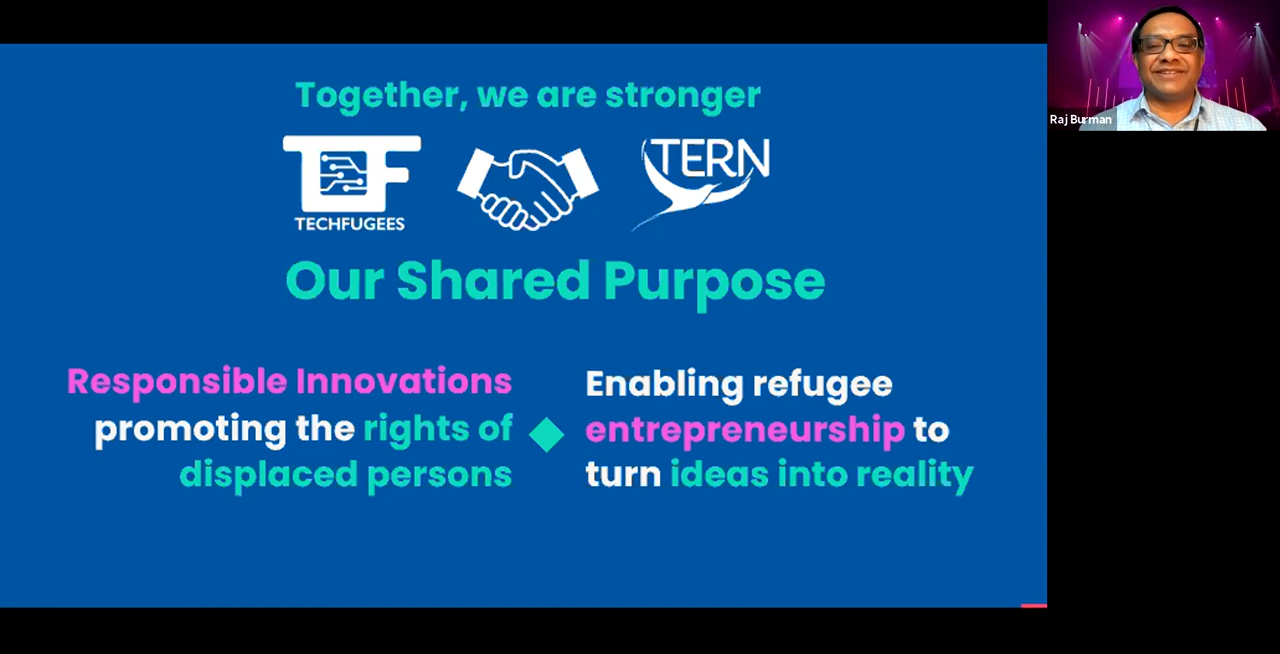 Together, we are stronger
TF
TECHFUGEES
TERN
Our Shared Purpose
Responsible Innovations
promoting the rights of
displaced persons
Enabling refugee
entrepreneurship to
turn ideas into reality
Raj Burman